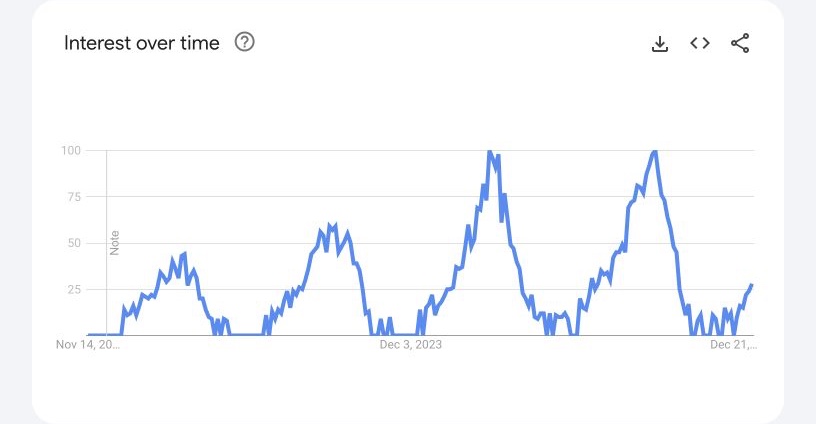 Interest over time
100
75
50
25
Note
Nov 14, 20...
Dec 3, 2023
Dec 21,...